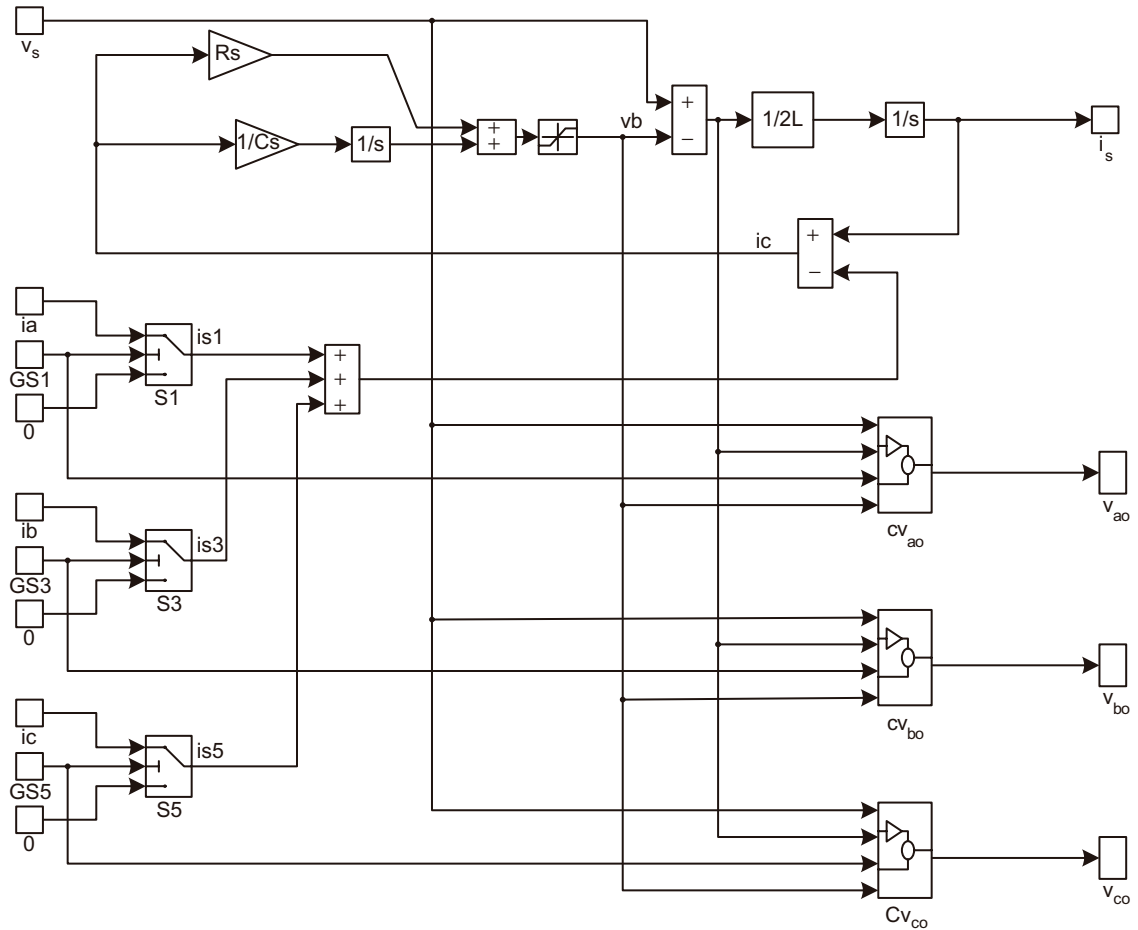 v_s
Rs
1/Cs
1/s
+
+
vb
+
−
1/2L
1/s
i_s
ic
+
−
ia
GS1
0
S1
is1
+
+
+
ib
GS3
0
S3
is3
ic
GS5
0
S5
is5
cv_ao
v_ao
cv_bo
v_bo
Cv_co
v_co